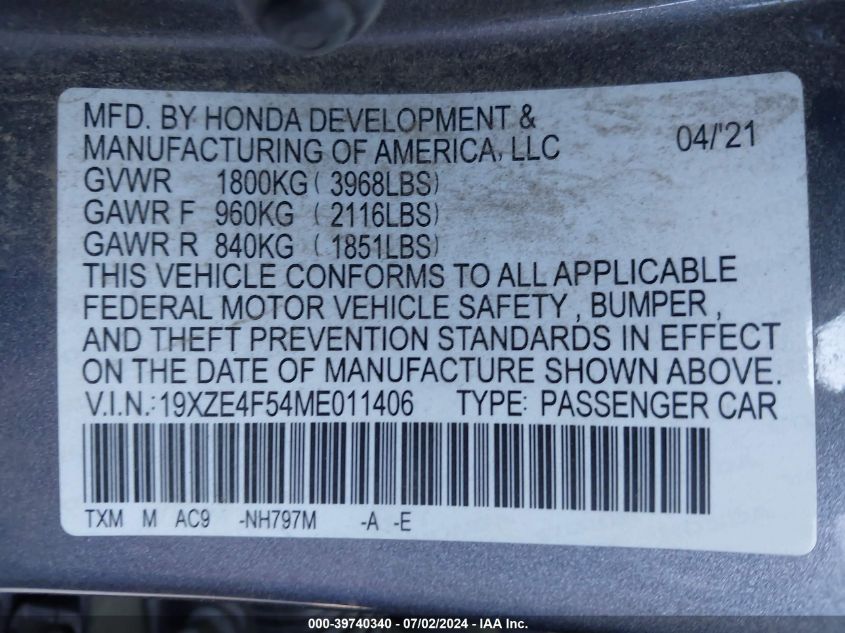 MFD. BY HONDA DEVELOPMENT &
MANUFACTURING OF AMERICA, LLC 04/'21
GVWR 1800KG ( 3968LBS)
GAWR F 960KG ( 2116LBS)
GAWR R 840KG ( 1851LBS)
THIS VEHICLE CONFORMS TO ALL APPLICABLE
FEDERAL MOTOR VEHICLE SAFETY , BUMPER ,
AND THEFT PREVENTION STANDARDS IN EFFECT
ON THE DATE OF MANUFACTURE SHOWN ABOVE.
V.I.N.: 19XZE4F54ME011406 TYPE: PASSENGER CAR
TXM M AC9 -NH797M -A -E
000-39740340 - 07/02/2024 - IAA Inc.